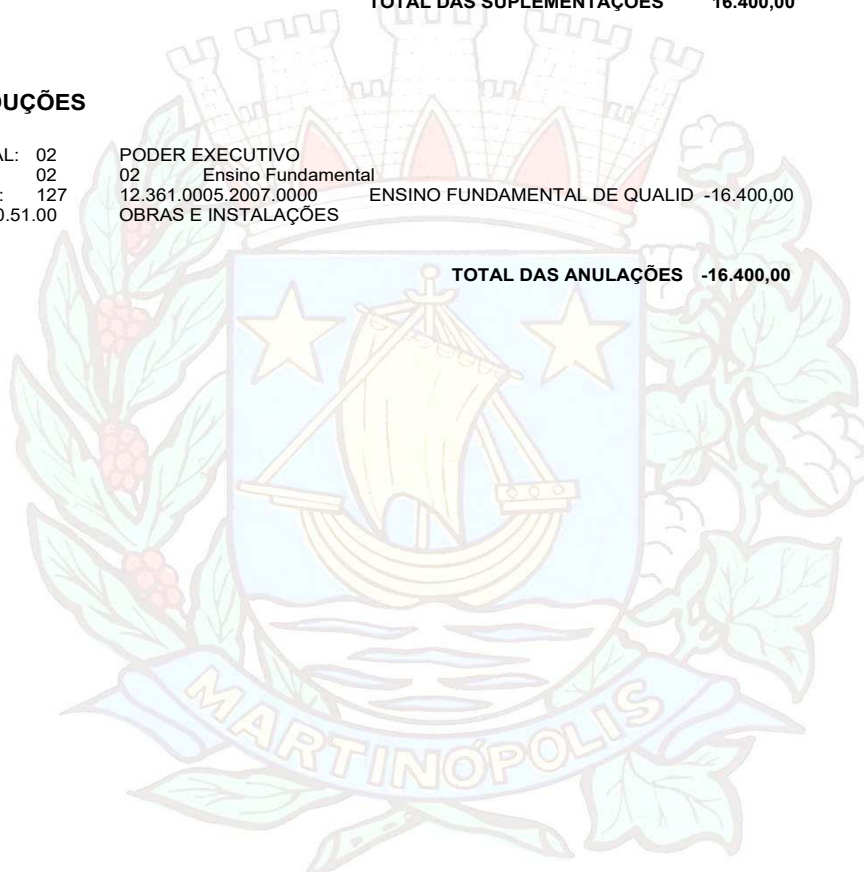 TOTAL DAS SUPLEMENTAÇÕES 16.400,00
UÇÕES
AL: 02 PODER EXECUTIVO
02 02 Ensino Fundamental
: 127 12.361.0005.2007.0000 ENSINO FUNDAMENTAL DE QUALID -16.400,00
0.51.00 OBRAS E INSTALAÇÕES
TOTAL DAS ANULAÇÕES -16.400,00
MARTINÓPOLIS